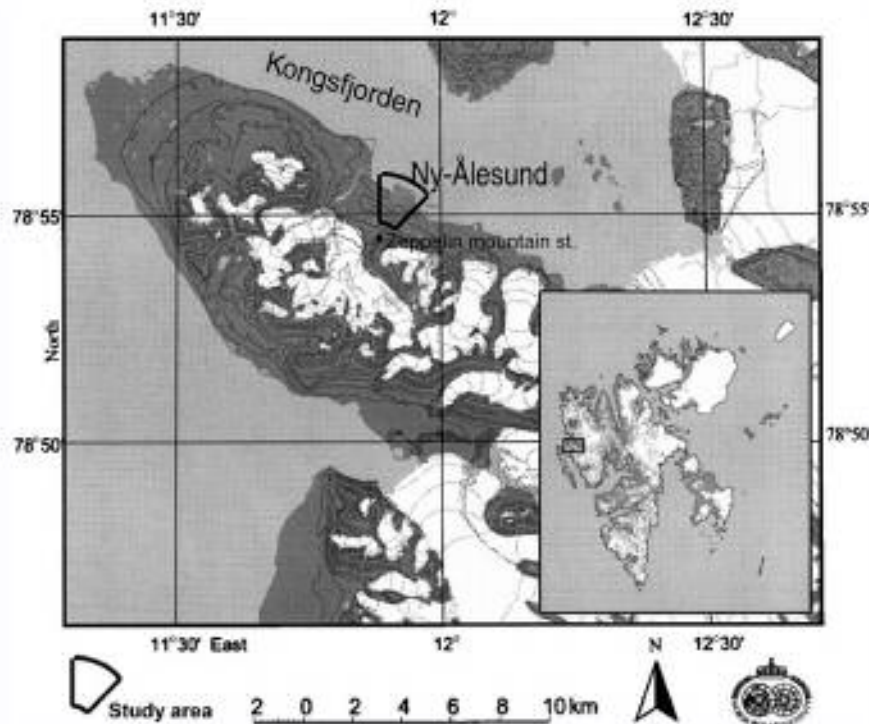 11°30' 12° 12°30'
Kongsfjorden
Ny-Ålesund
78°55' 78°55'
Zeppelin mountain st.
North
78°50' 78°50'
11°30' East 12° N 12°30'
Study area 2 0 2 4 6 8 10 km